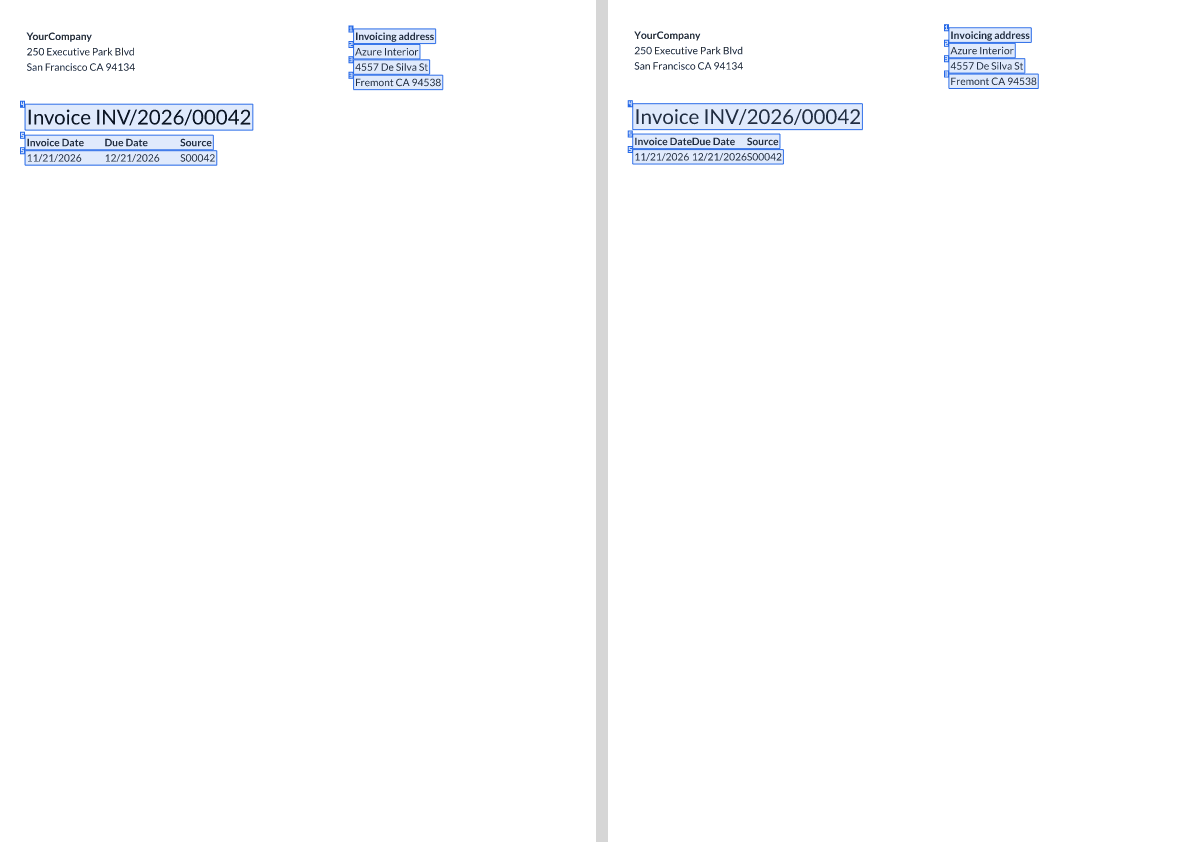 YourCompany
250 Executive Park Blvd
San Francisco CA 94134
Invoicing address
Azure Interior
4557 De Silva St
Fremont CA 94538
Invoice INV/2026/00042
Invoice Date Due Date Source
11/21/2026 12/21/2026 S00042
YourCompany
250 Executive Park Blvd
San Francisco CA 94134
Invoicing address
Azure Interior
4557 De Silva St
Fremont CA 94538
Invoice INV/2026/00042
Invoice DateDue Date Source
11/21/2026 12/21/2026S00042